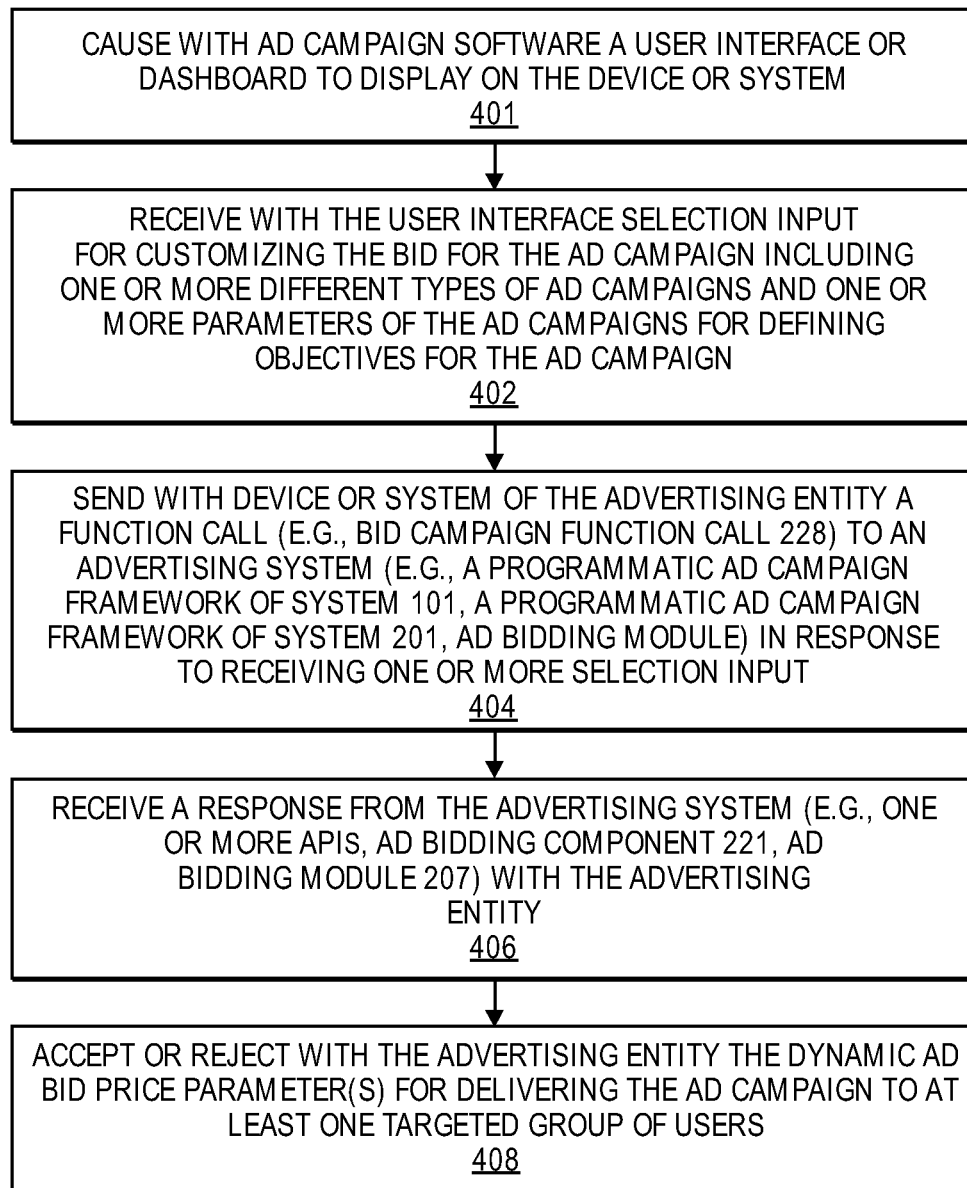 CAUSE WITH AD CAMPAIGN SOFTWARE A USER INTERFACE OR
DASHBOARD TO DISPLAY ON THE DEVICE OR SYSTEM
401
RECEIVE WITH THE USER INTERFACE SELECTION INPUT
FOR CUSTOMIZING THE BID FOR THE AD CAMPAIGN INCLUDING
ONE OR MORE DIFFERENT TYPES OF AD CAMPAIGNS AND ONE OR
MORE PARAMETERS OF THE AD CAMPAIGNS FOR DEFINING
OBJECTIVES FOR THE AD CAMPAIGN
402
SEND WITH DEVICE OR SYSTEM OF THE ADVERTISING ENTITY A
FUNCTION CALL (E.G., BID CAMPAIGN FUNCTION CALL 228) TO AN
ADVERTISING SYSTEM (E.G., A PROGRAMMATIC AD CAMPAIGN
FRAMEWORK OF SYSTEM 101, A PROGRAMMATIC AD CAMPAIGN
FRAMEWORK OF SYSTEM 201, AD BIDDING MODULE) IN RESPONSE
TO RECEIVING ONE OR MORE SELECTION INPUT
404
RECEIVE A RESPONSE FROM THE ADVERTISING SYSTEM (E.G., ONE
OR MORE APIs, AD BIDDING COMPONENT 221, AD
BIDDING MODULE 207) WITH THE ADVERTISING
ENTITY
406
ACCEPT OR REJECT WITH THE ADVERTISING ENTITY THE DYNAMIC AD
BID PRICE PARAMETER(S) FOR DELIVERING THE AD CAMPAIGN TO AT
LEAST ONE TARGETED GROUP OF USERS
408